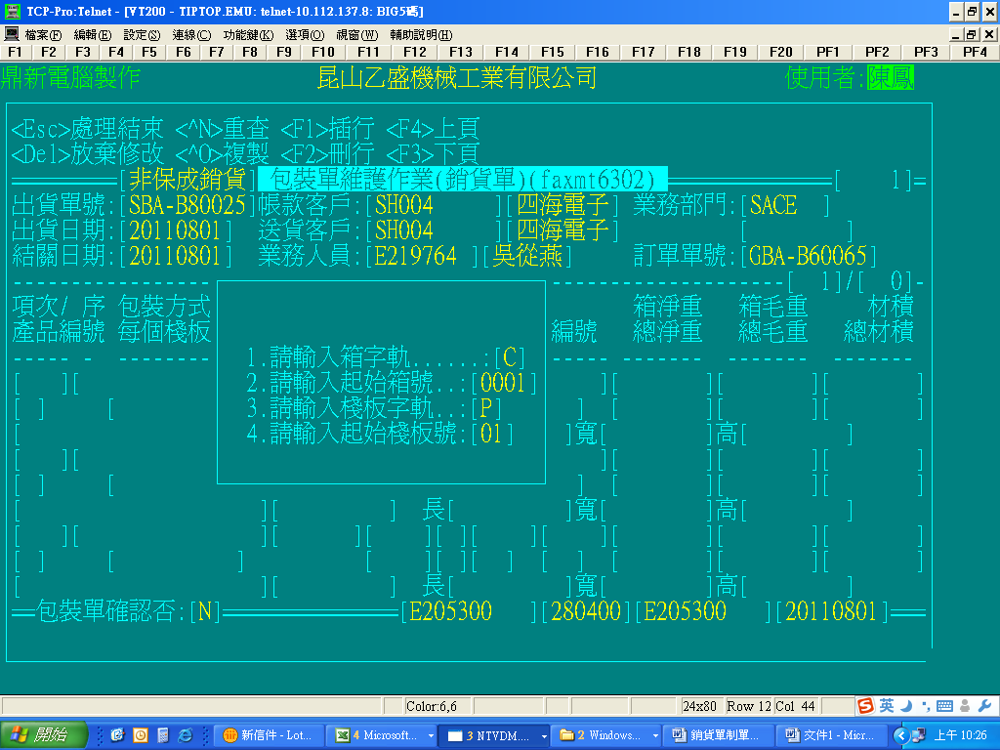 TCP-Pro:Telnet - [VT200 - TIPTOP.EMU: telnet-10.112.137.8: BIG5碼]
檔案(F) 編輯(E) 設定(S) 連線(C) 功能鍵(K) 選項(O) 視窗(W) 輔助說明(H)
F1 F2 F3 F4 F5 F6 F7 F8 F9 F10 F11 F12 F13 F14 F15 F16 F17 F18 F19 F20 PF1 PF2 PF3 PF4
鼎新電腦製作 昆山乙盛機械工業有限公司 使用者:陳鳳
<Esc>處理結束 <^N>重查 <F1>插行 <F4>上頁
<Del>放棄修改 <^O>複製 <F2>刪行 <F3>下頁
[非保成銷貨] 包裝單維護作業(銷貨單)(faxmt6302) [ 1]=
出貨單號:[SBA-B80025]帳款客戶:[SH004 ][四海電子] 業務部門:[SACE ]
出貨日期:[20110801] 送貨客戶:[SH004 ][四海電子] [ ]
結關日期:[20110801] 業務人員:[E219764 ][吳從燕] 訂單單號:[GBA-B60065]
-----------------[ 1]/[ 0]-
項次/ 序 包裝方式 箱淨重 箱毛重 材積
產品編號 每個棧板 編號 總淨重 總毛重 總材積
----- - -------- ----- ------- ------- -------
1.請輸入箱字軌......:[C]
[ ][ 2.請輸入起始箱號..:[0001] ][ ][ ][ ]
[ ] [ 3.請輸入棧板字軌..:[P] ] [ ][ ][ ]
[ 4.請輸入起始棧板號:[01] ]寬[ ]高[ ]
[ ][ ][ ][ ][ ]
[ ] [ ] [ ][ ][ ]
[ ][ ] 長[ ]寬[ ]高[ ]
[ ][ ][ ][ ][ ][ ][ ][ ][ ]
[ ] [ ] [ ][ ][ ] [ ] [ ][ ][ ]
[ ][ ] 長[ ]寬[ ]高[ ]
包裝單確認否:[N] [E205300 ][280400][E205300 ][20110801]
Color:6,6 24x80 Row 12 Col 44 英
開始 新信件 - Lot... 4 Microsoft... 3 NTVDM.... 2 Windows... 銷貨單制單... 文件1 - Micr... 上午 10:26